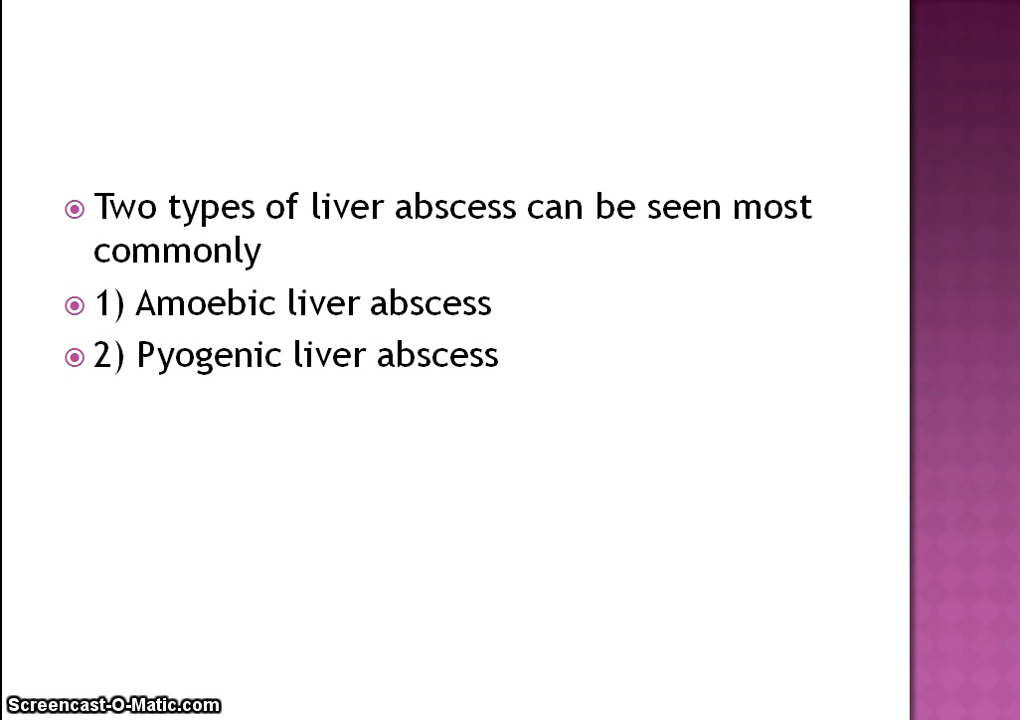 Two types of liver abscess can be seen most
commonly
1) Amoebic liver abscess
2) Pyogenic liver abscess
Screencast-O-Matic.com